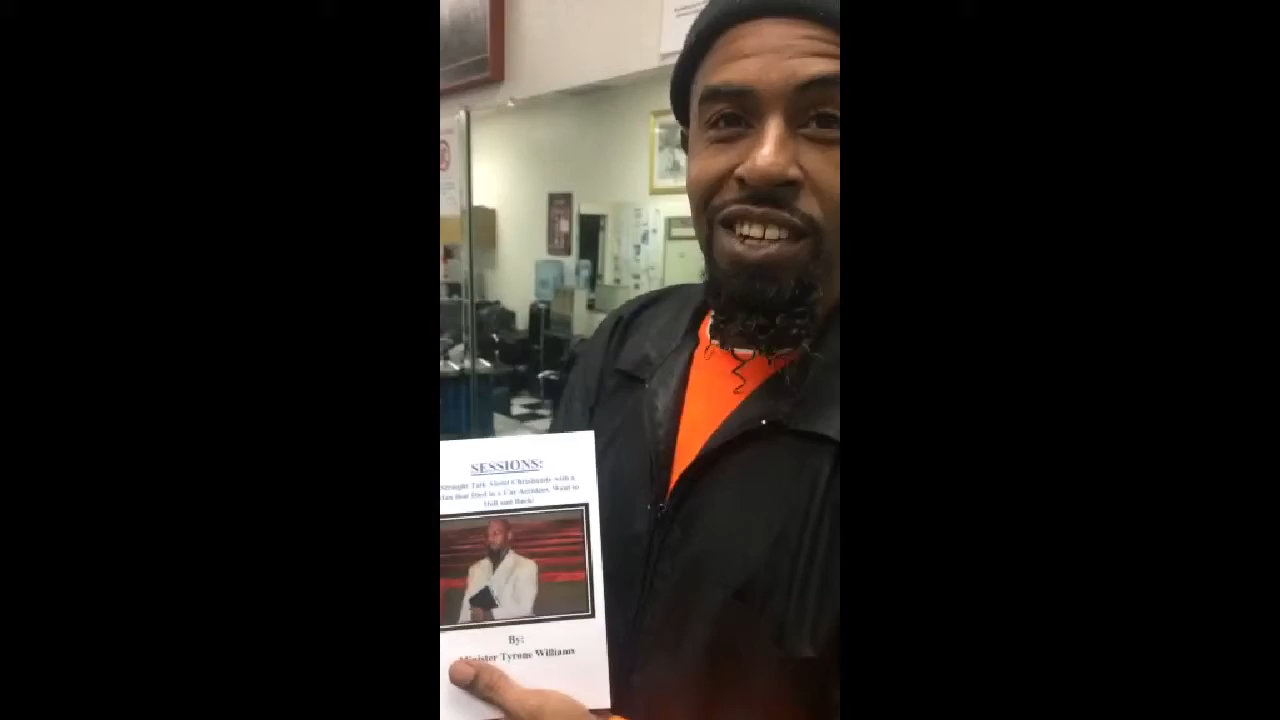 SESSIONS:
Straight Talk About Christianity with a
Man that Died in a Car Accident, Went to
Hell and Back!
By:
Minister Tyrone Williams